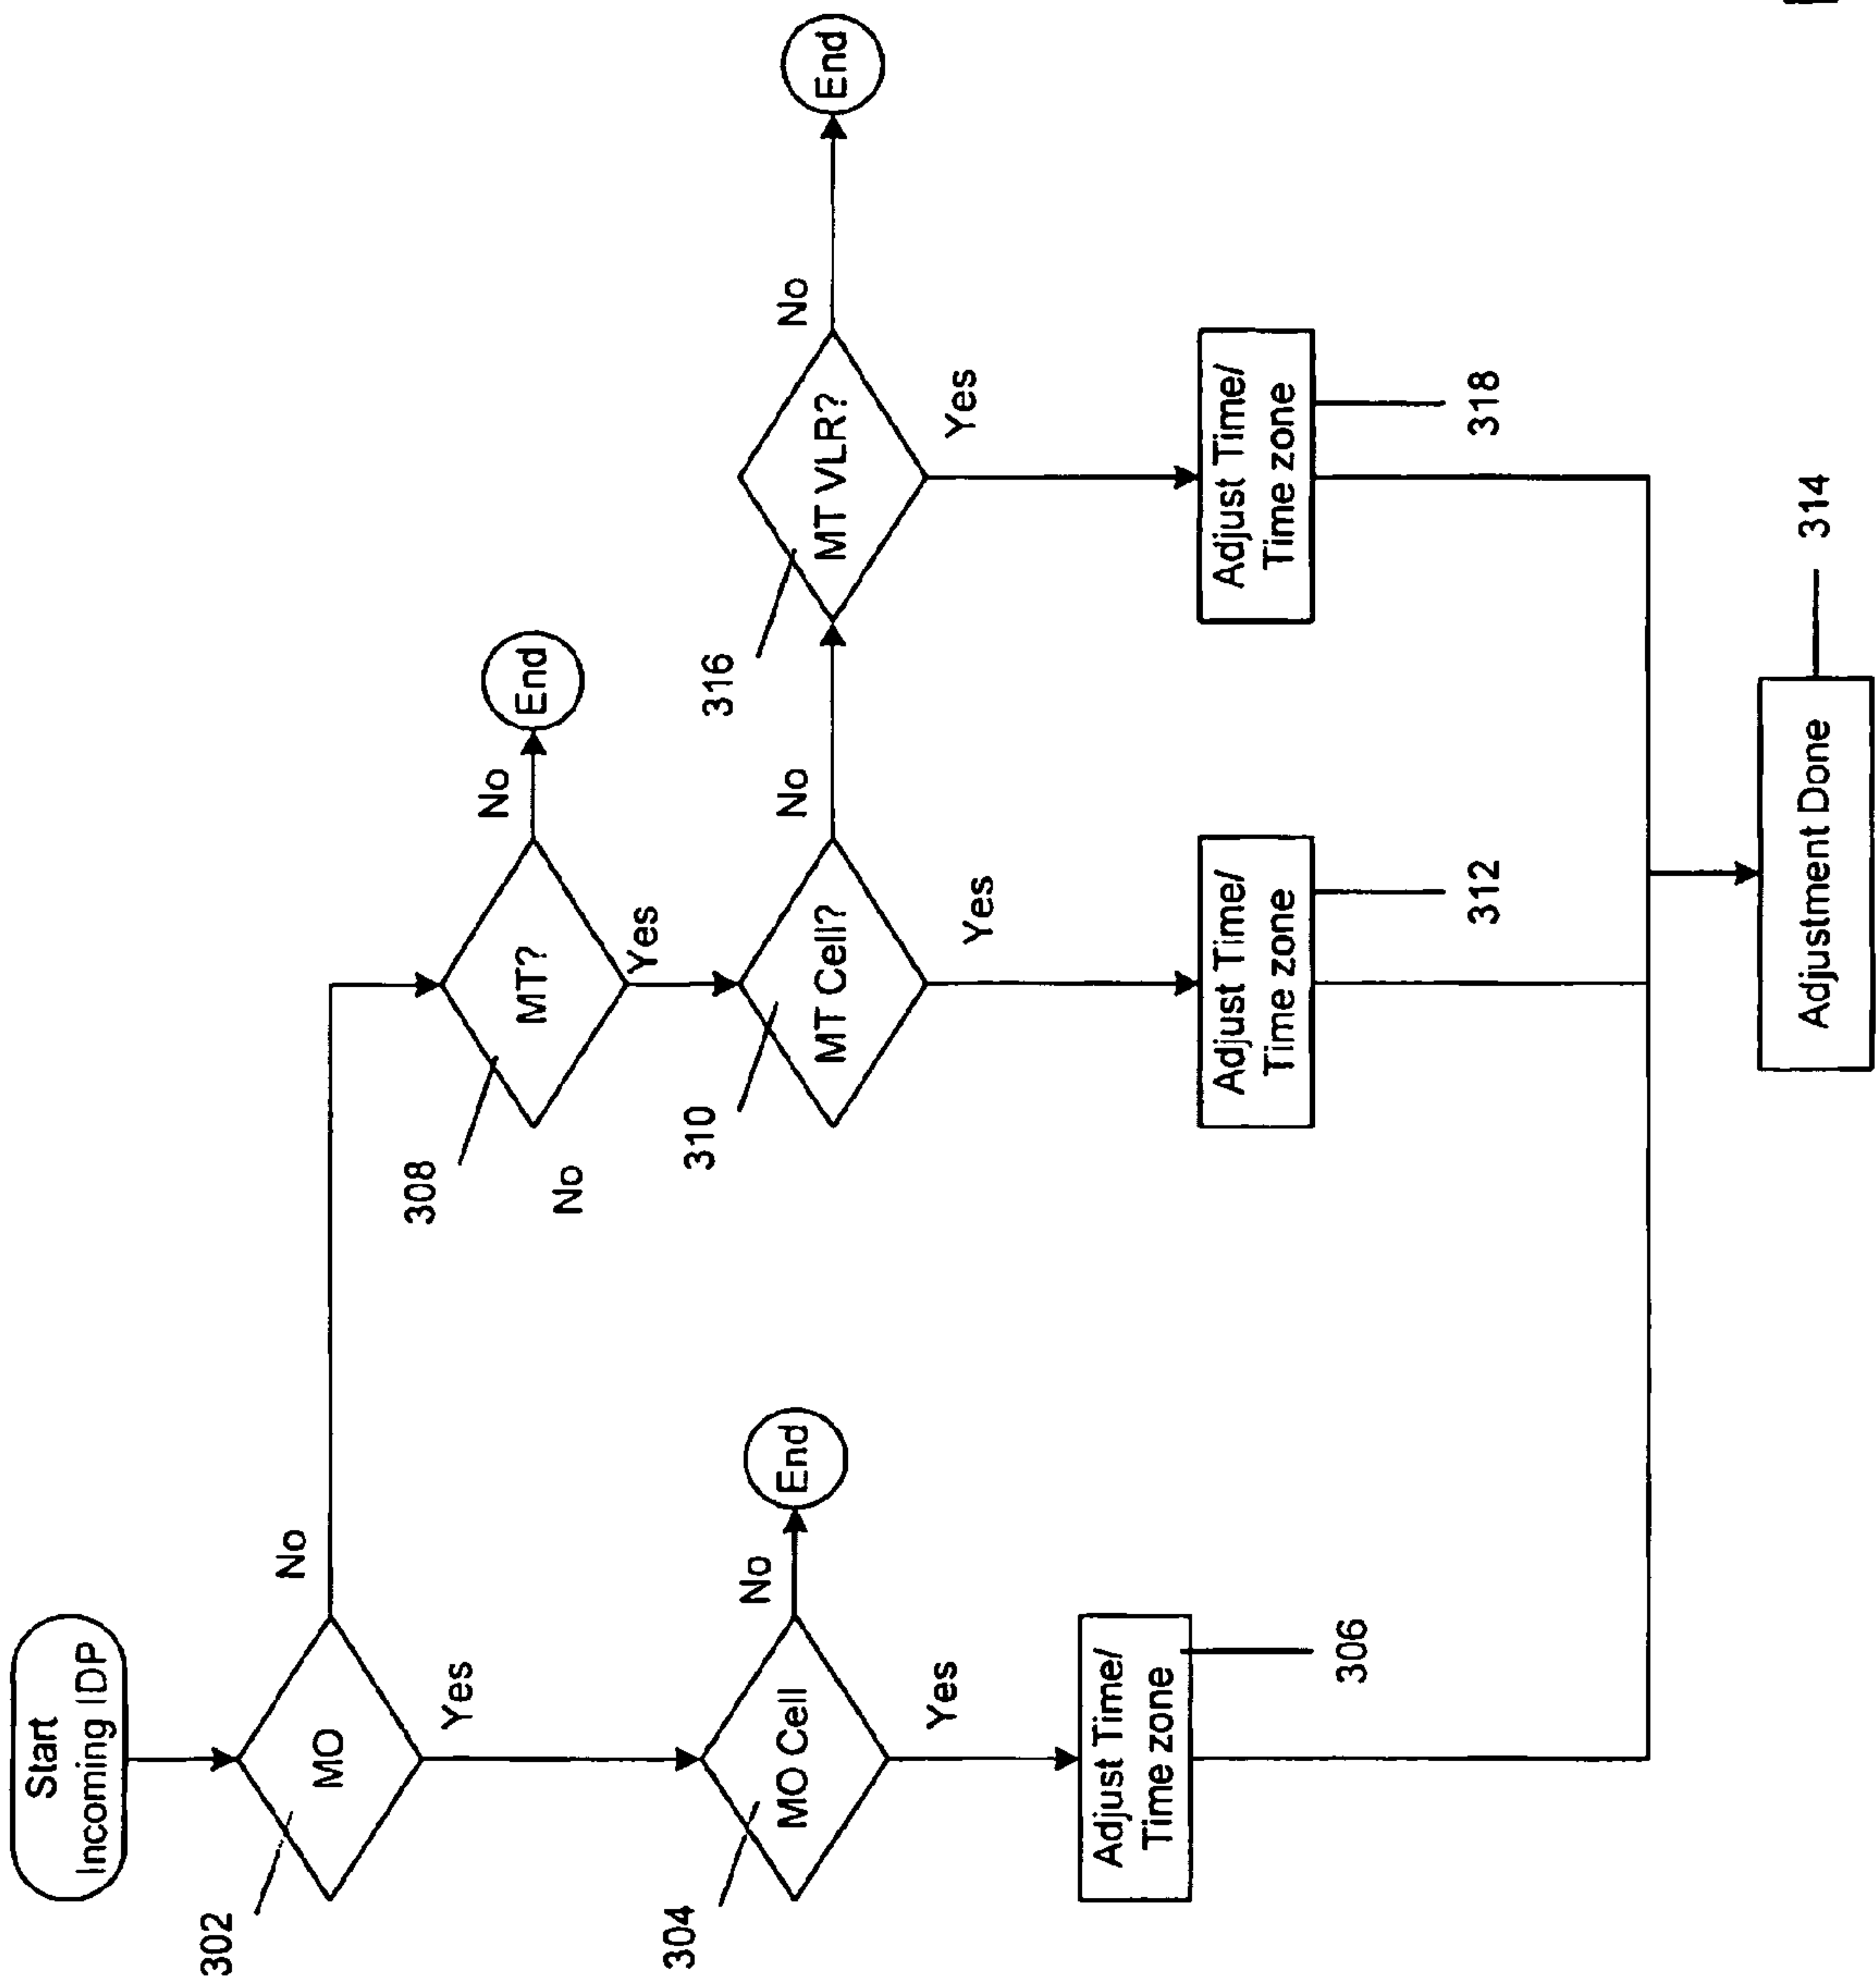 Start
Incoming IDP
302
MO
No
Yes
304
MO Cell
No
End
Yes
Adjust Time/
Time zone
306
308
MT?
No
End
No
Yes
310
MT Cell?
No
Yes
316
MT VLR?
No
End
Yes
Adjust Time/
Time zone
312
Adjust Time/
Time zone
318
Adjustment Done
314